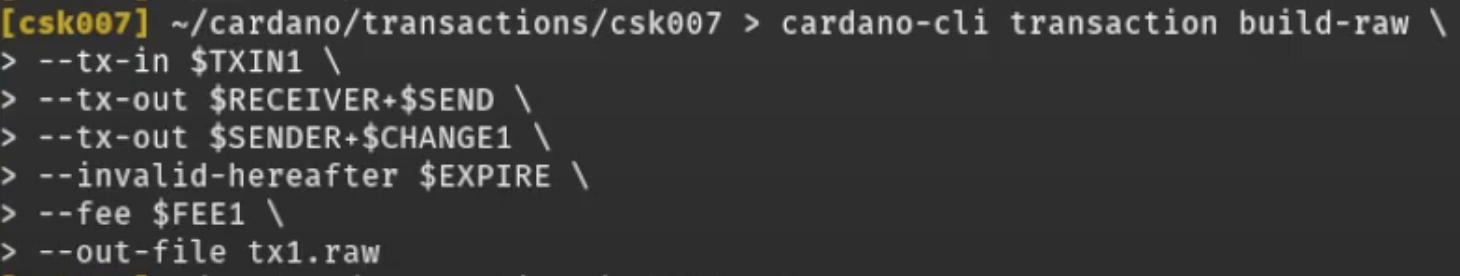 [csk007] ~/cardano/transactions/csk007 > cardano-cli transaction build-raw \
> --tx-in $TXIN1 \
> --tx-out $RECEIVER+$SEND \
> --tx-out $SENDER+$CHANGE1 \
> --invalid-hereafter $EXPIRE \
> --fee $FEE1 \
> --out-file tx1.raw